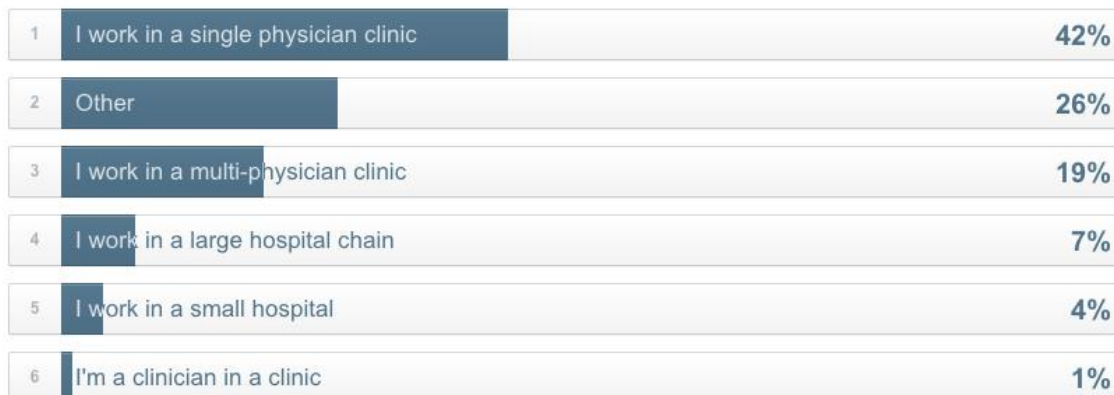 1 I work in a single physician clinic 42%
2 Other 26%
3 I work in a multi-physician clinic 19%
4 I work in a large hospital chain 7%
5 I work in a small hospital 4%
6 I'm a clinician in a clinic 1%